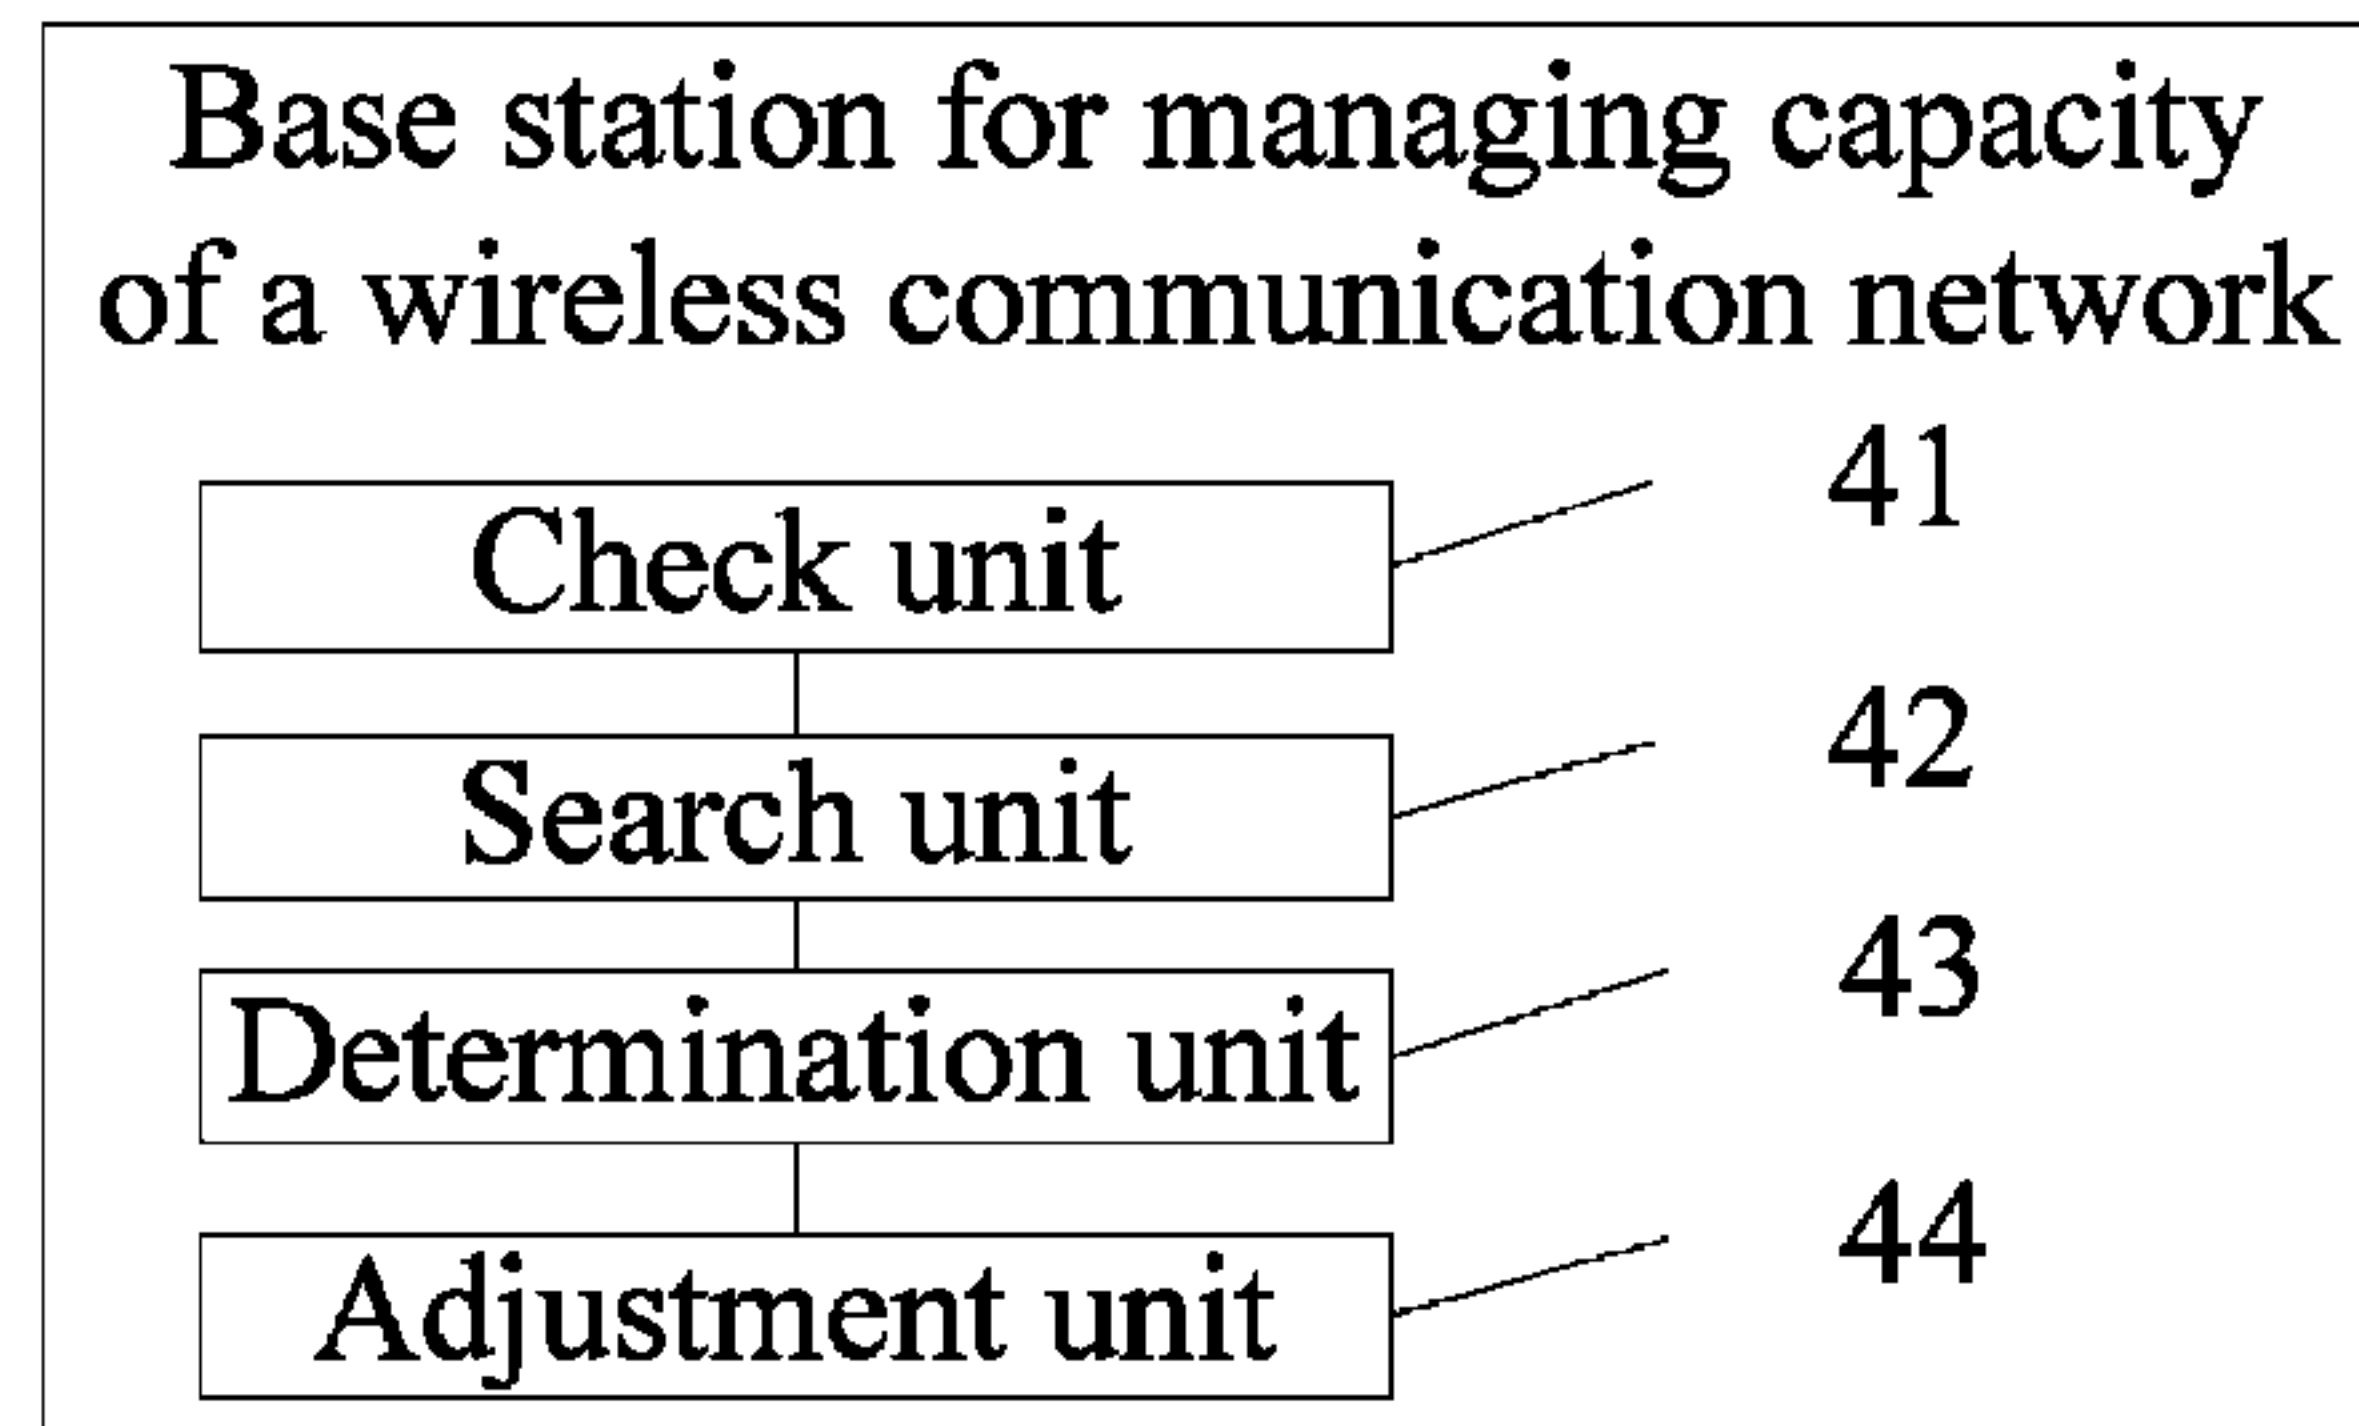 Base station for managing capacity
of a wireless communication network
41
Check unit
42
Search unit
43
Determination unit
44
Adjustment unit